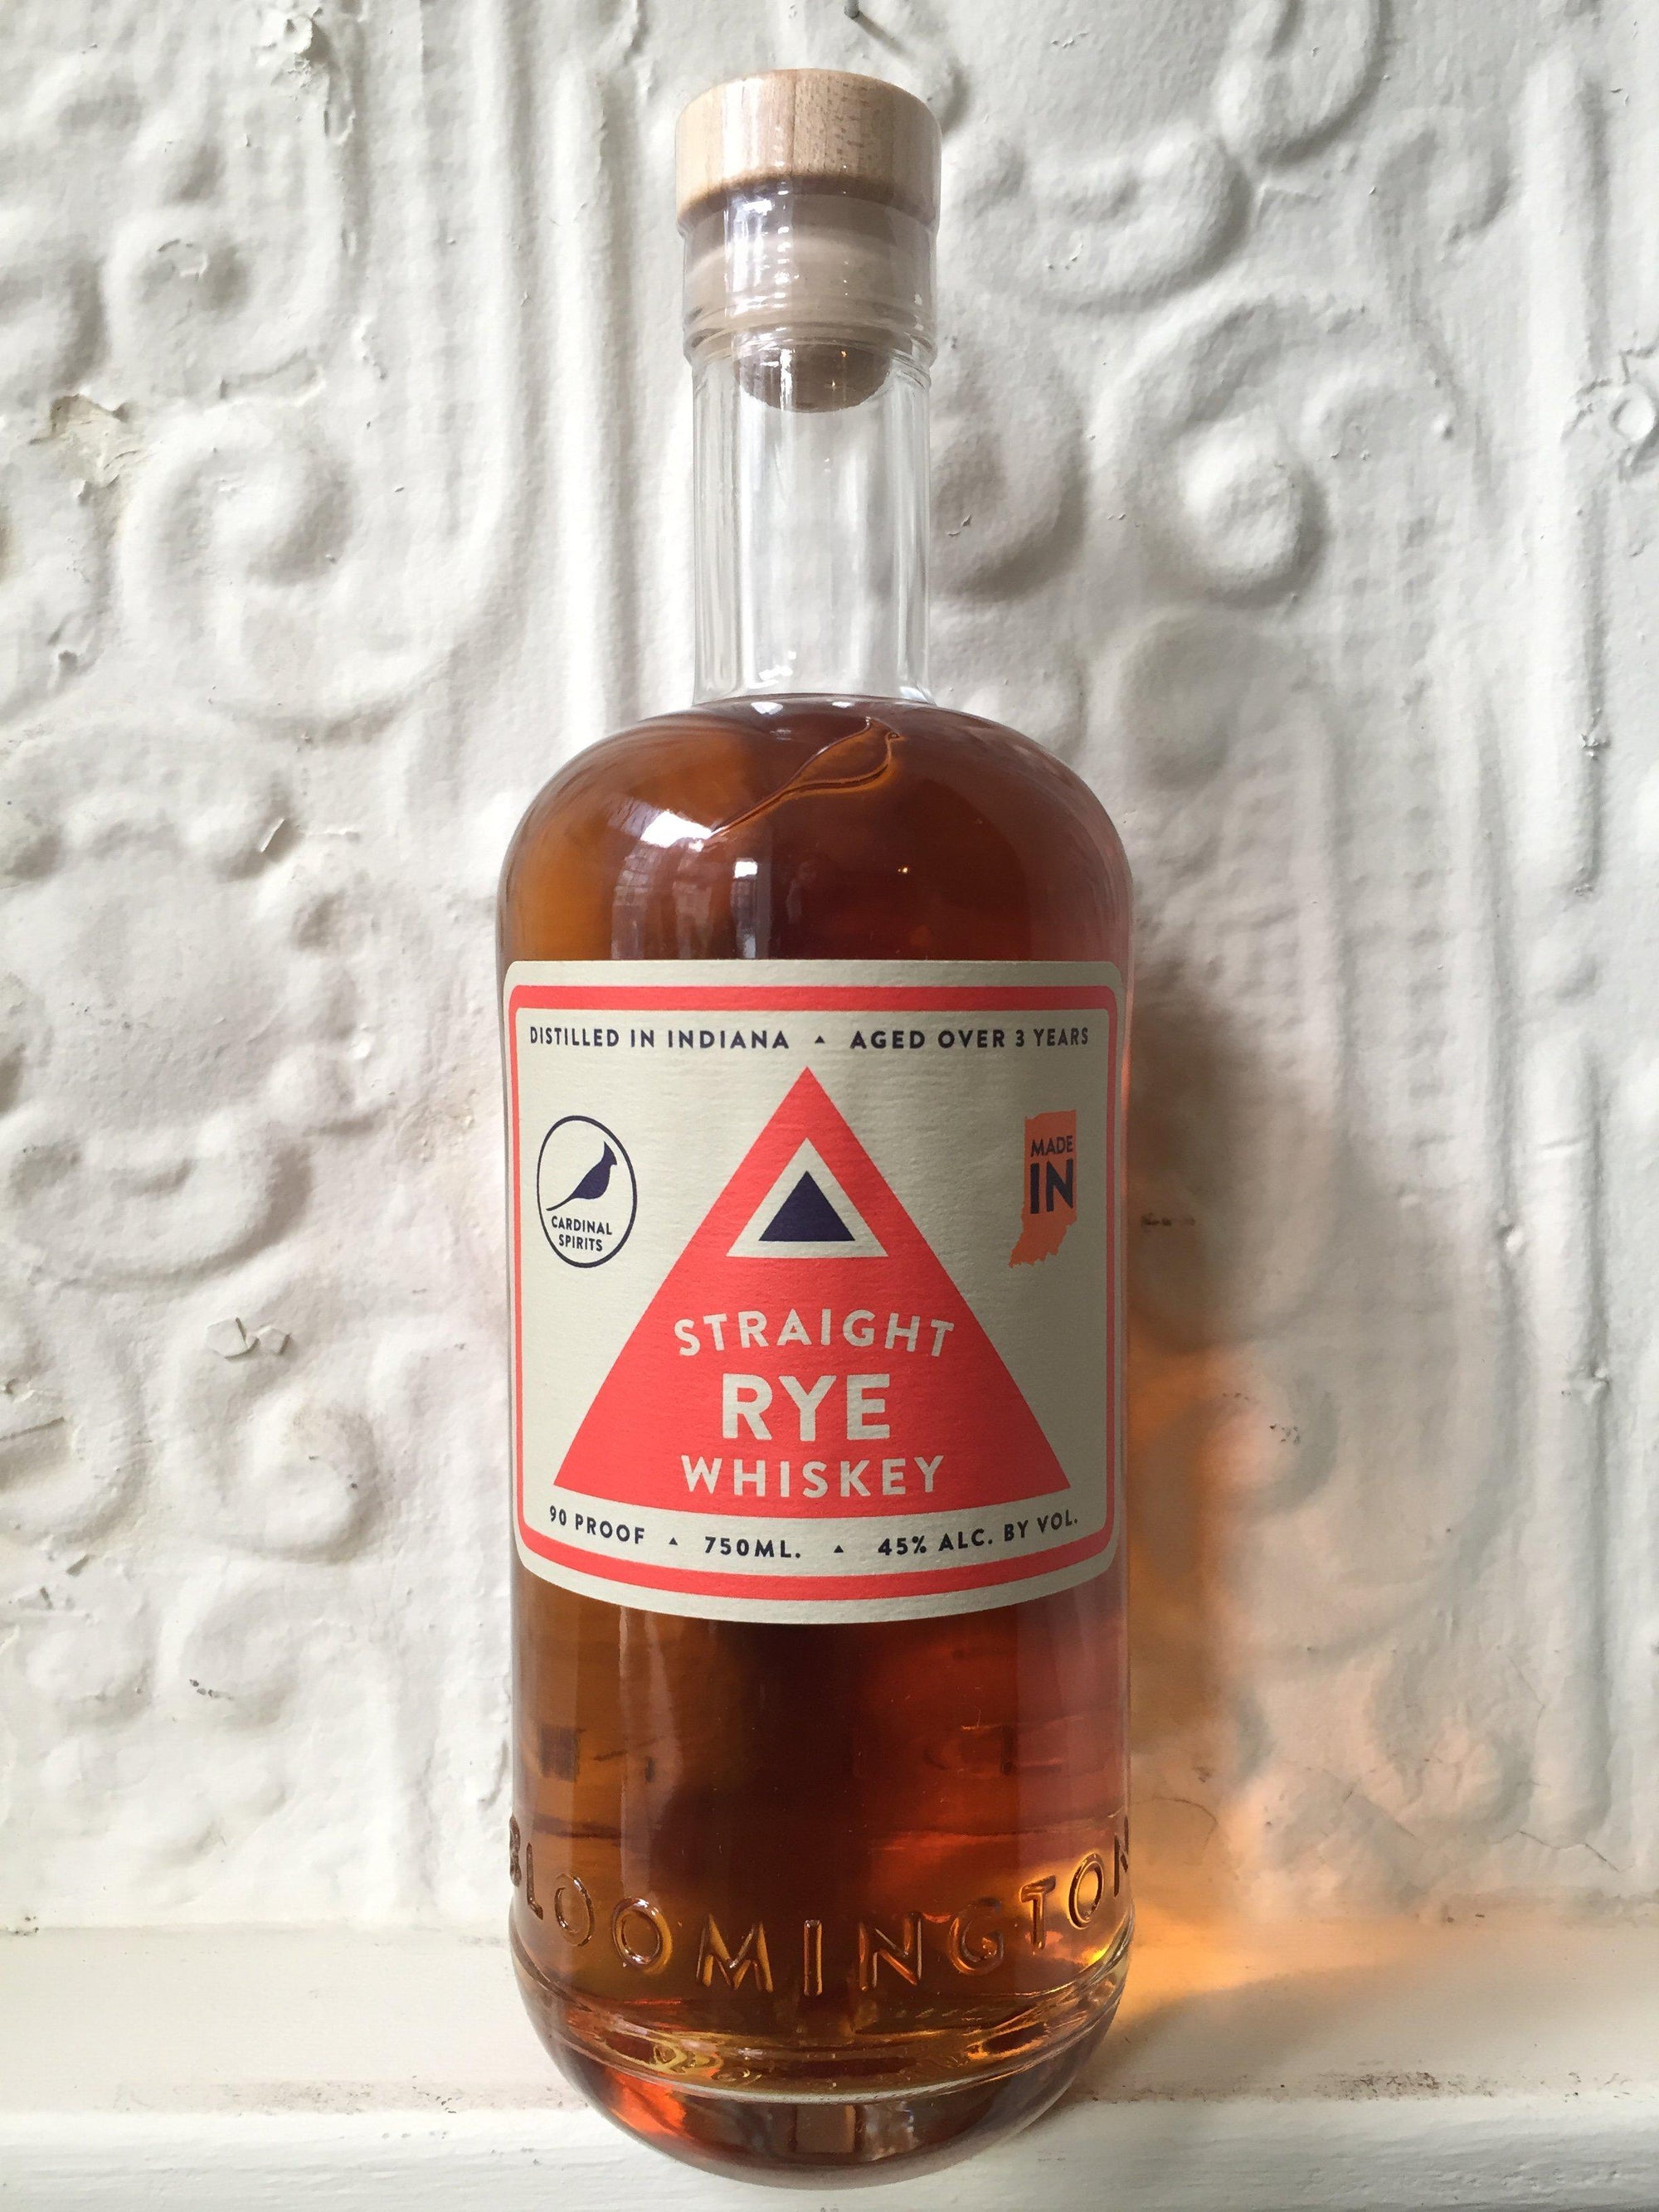 DISTILLED IN INDIANA ▲ AGED OVER 3 YEARS
CARDINAL
SPIRITS
MADE
IN
STRAIGHT
RYE
WHISKEY
90 PROOF ▲ 750ML. ▲ 45% ALC. BY VOL.
BLOOMINGTON